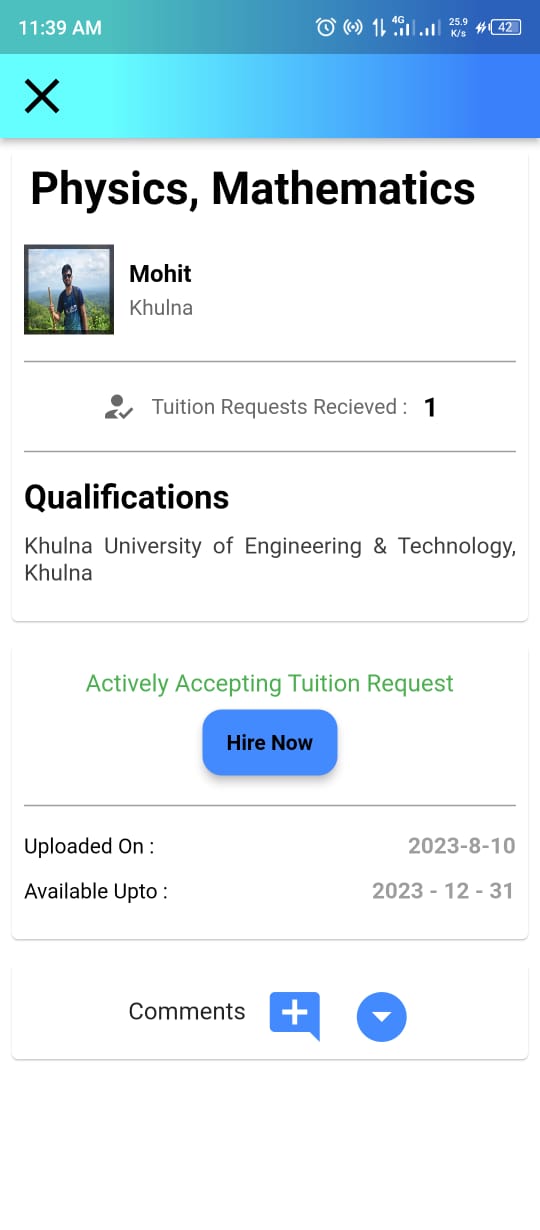 11:39 AM
4G
25.9
K/s
42
Physics, Mathematics
Mohit
Khulna
Tuition Requests Recieved : 1
Qualifications
Khulna University of Engineering & Technology,
Khulna
Actively Accepting Tuition Request
Hire Now
Uploaded On : 2023-8-10
Available Upto : 2023 - 12 - 31
Comments